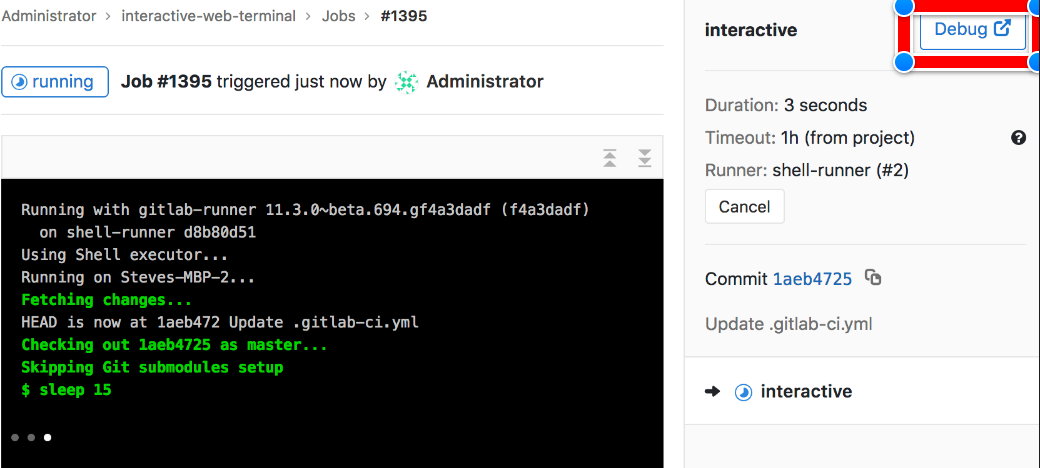 Administrator > interactive-web-terminal > Jobs > #1395
running Job #1395 triggered just now by Administrator
Running with gitlab-runner 11.3.0~beta.694.gf4a3dadf (f4a3dadf)
on shell-runner d8b80d51
Using Shell executor...
Running on Steves-MBP-2...
Fetching changes...
HEAD is now at 1aeb472 Update .gitlab-ci.yml
Checking out 1aeb4725 as master...
Skipping Git submodules setup
$ sleep 15
interactive
Debug
Duration: 3 seconds
Timeout: 1h (from project)
Runner: shell-runner (#2)
Cancel
Commit 1aeb4725
Update .gitlab-ci.yml
interactive